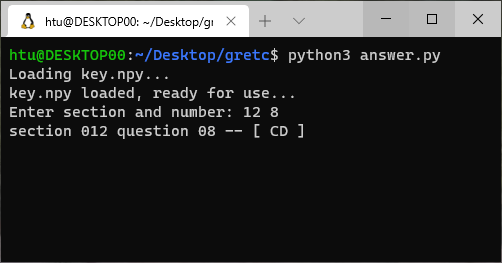 htu@DESKTOP00: ~/Desktop/gr
htu@DESKTOP00:~/Desktop/gretc$ python3 answer.py
Loading key.npy...
key.npy loaded, ready for use...
Enter section and number: 12 8
section 012 question 08 -- [ CD ]